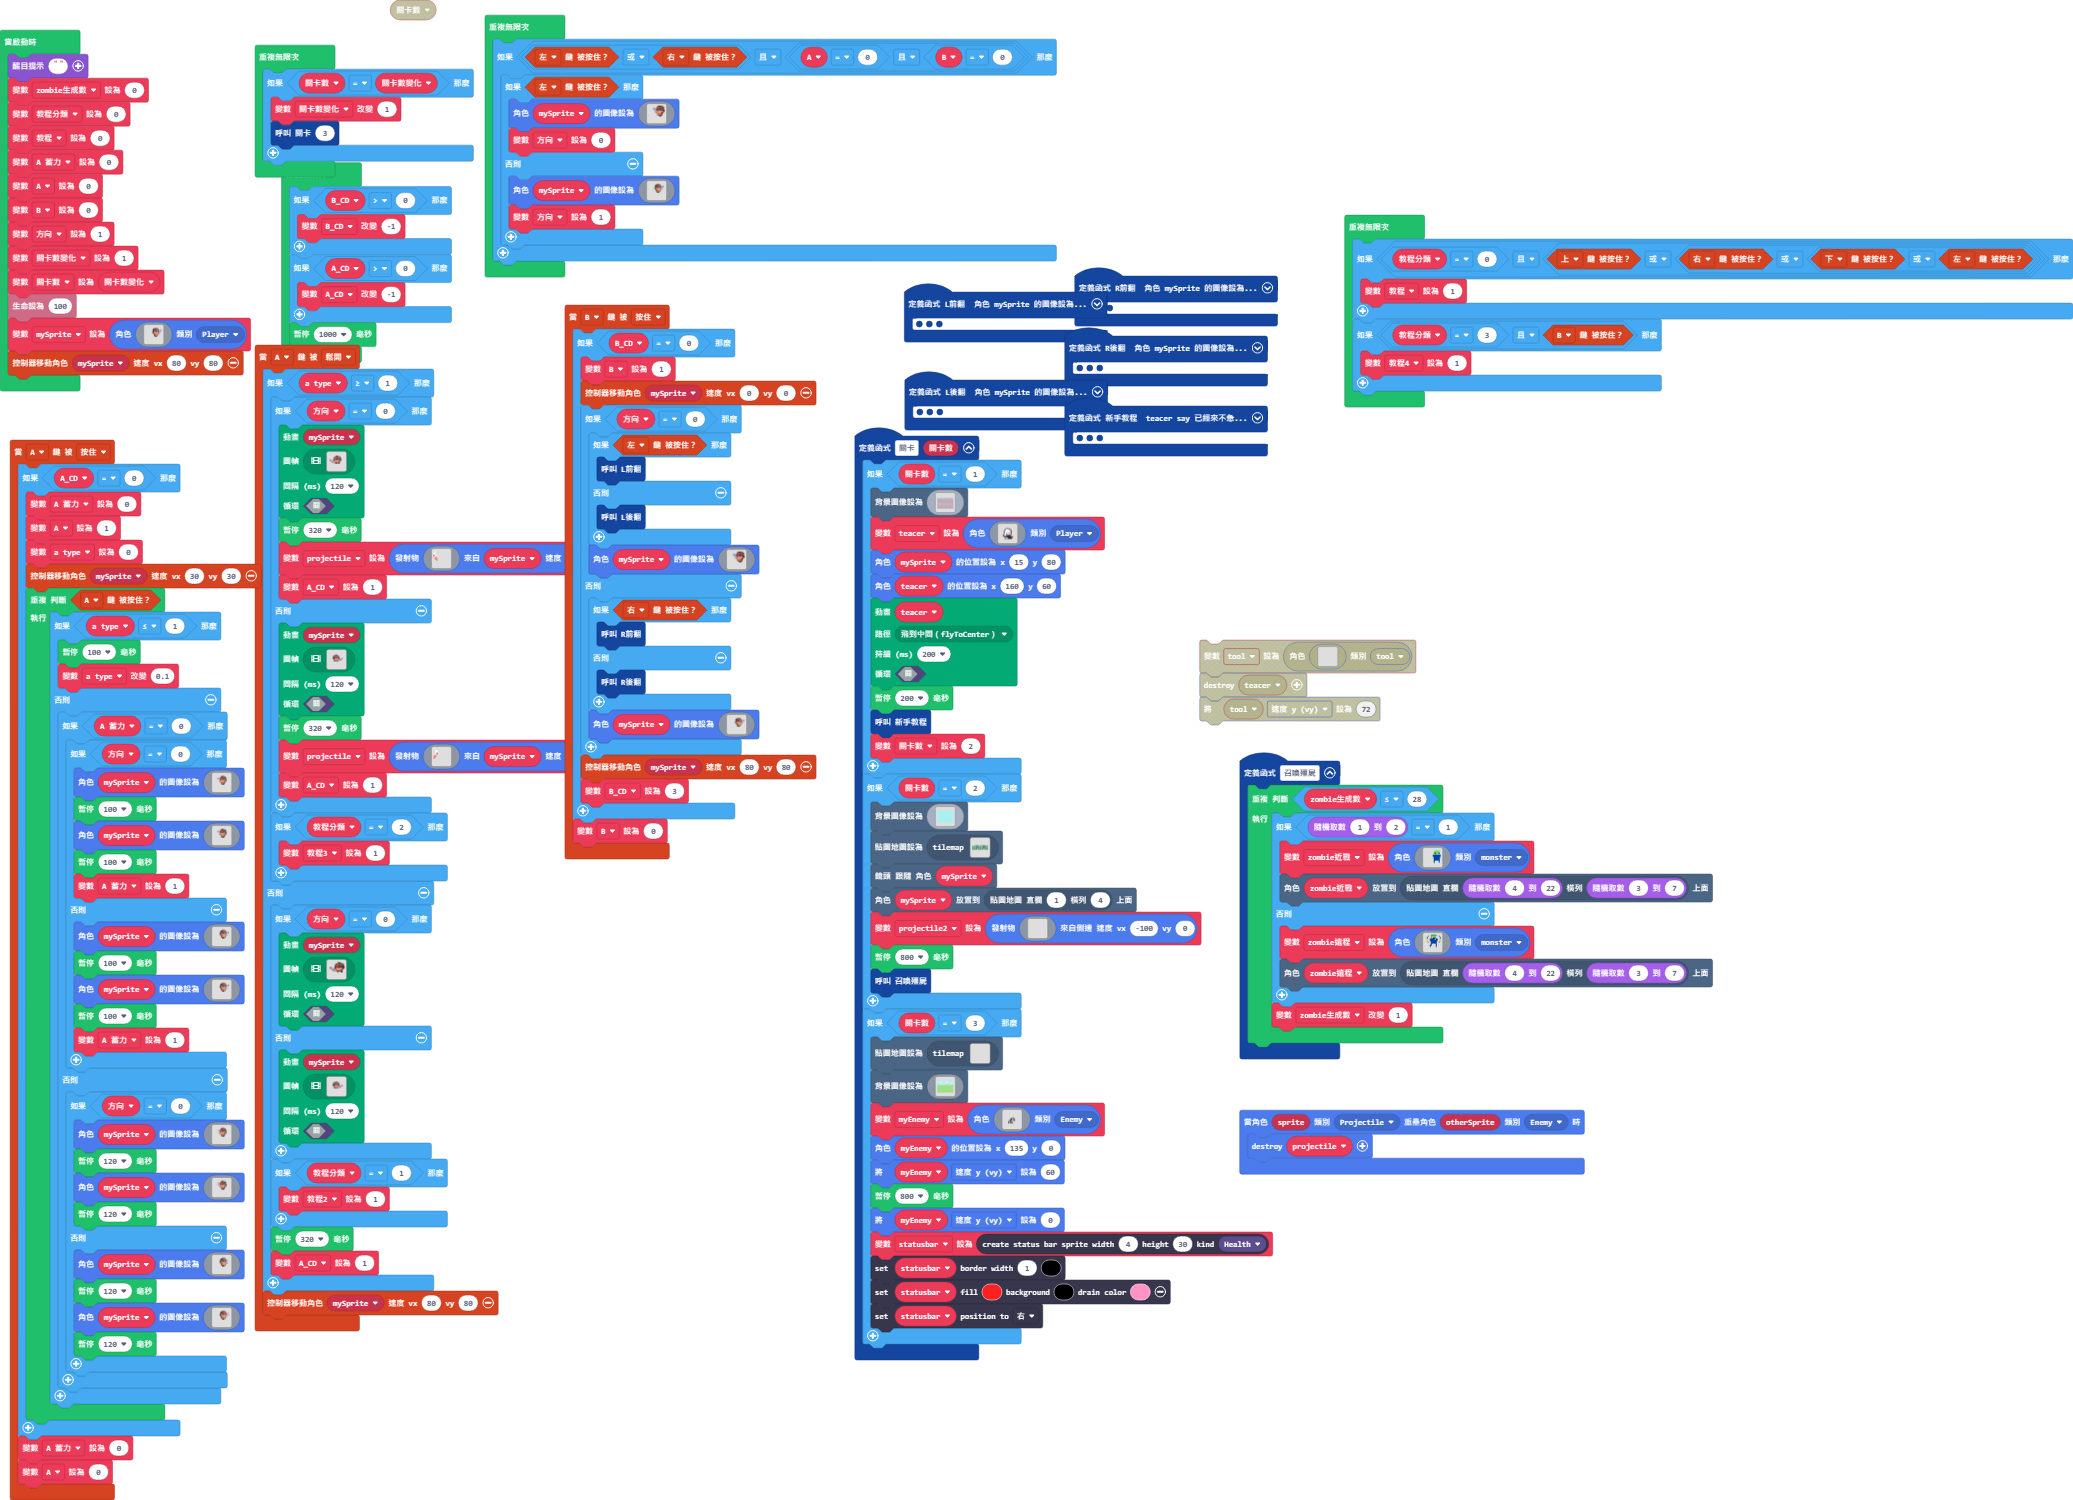 關卡數
當啟動時
醒目提示 " "
變數 zombie生成數 設為 0
變數 教程分類 設為 0
變數 教程 設為 0
變數 A 蓄力 設為 0
變數 A 設為 0
變數 B 設為 0
變數 方向 設為 1
變數 關卡數變化 設為 1
變數 關卡數 設為 關卡數變化
生命設為 100
變數 mySprite 設為 角色 類別 Player
控制器移動角色 mySprite 速度 vx 80 vy 80
重複無限次
如果 關卡數 = 關卡數變化 那麼
變數 關卡數變化 改變 1
呼叫 關卡 3
如果 B_CD > 0 那麼
變數 B_CD 改變 -1
如果 A_CD > 0 那麼
變數 A_CD 改變 -1
暫停 1000 毫秒
重複無限次
如果 左 鍵 被按住？ 或 右 鍵 被按住？ 且 A = 0 且 B = 0 那麼
如果 左 鍵 被按住？ 那麼
角色 mySprite 的圖像設為
變數 方向 設為 0
否則
角色 mySprite 的圖像設為
變數 方向 設為 1
重複無限次
如果 教程分類 = 0 且 上 鍵 被按住？ 或 右 鍵 被按住？ 或 下 鍵 被按住？ 或 左 鍵 被按住？ 那麼
變數 教程 設為 1
如果 教程分類 = 3 且 B 鍵 被按住？ 那麼
變數 教程4 設為 1
當 A 鍵 被 按住
如果 A_CD = 0 那麼
變數 A 蓄力 設為 0
變數 A 設為 1
變數 a type 設為 0
控制器移動角色 mySprite 速度 vx 30 vy 30
重複 判斷 A 鍵 被按住？
執行
如果 a type ≤ 1 那麼
暫停 100 毫秒
變數 a type 改變 0.1
否則
如果 A 蓄力 = 0 那麼
如果 方向 = 0 那麼
角色 mySprite 的圖像設為
暫停 100 毫秒
角色 mySprite 的圖像設為
暫停 100 毫秒
變數 A 蓄力 設為 1
否則
角色 mySprite 的圖像設為
暫停 100 毫秒
角色 mySprite 的圖像設為
暫停 100 毫秒
變數 A 蓄力 設為 1
否則
如果 方向 = 0 那麼
角色 mySprite 的圖像設為
暫停 120 毫秒
角色 mySprite 的圖像設為
暫停 120 毫秒
否則
角色 mySprite 的圖像設為
暫停 120 毫秒
角色 mySprite 的圖像設為
暫停 120 毫秒
變數 A 蓄力 設為 0
變數 A 設為 0
當 A 鍵 被 鬆開
如果 a type ≥ 1 那麼
如果 方向 = 0 那麼
動畫 mySprite
圖幀
間隔 (ms) 120
循環 關
暫停 320 毫秒
變數 projectile 設為 發射物 來自 mySprite 速度
變數 A_CD 設為 1
否則
動畫 mySprite
圖幀
間隔 (ms) 120
循環 關
暫停 320 毫秒
變數 projectile 設為 發射物 來自 mySprite 速度
變數 A_CD 設為 1
如果 教程分類 = 2 那麼
變數 教程3 設為 1
否則
如果 方向 = 0 那麼
動畫 mySprite
圖幀
間隔 (ms) 120
循環 關
否則
動畫 mySprite
圖幀
間隔 (ms) 120
循環 關
如果 教程分類 = 1 那麼
變數 教程2 設為 1
暫停 320 毫秒
變數 A_CD 設為 1
控制器移動角色 mySprite 速度 vx 80 vy 80
當 B 鍵 被 按住
如果 B_CD = 0 那麼
變數 B 設為 1
控制器移動角色 mySprite 速度 vx 0 vy 0
如果 方向 = 0 那麼
如果 左 鍵 被按住？ 那麼
呼叫 L前翻
否則
呼叫 L後翻
角色 mySprite 的圖像設為
否則
如果 右 鍵 被按住？ 那麼
呼叫 R前翻
否則
呼叫 R後翻
角色 mySprite 的圖像設為
控制器移動角色 mySprite 速度 vx 80 vy 80
變數 B_CD 設為 3
變數 B 設為 0
定義函式 L前翻 角色 mySprite 的圖像設為...
定義函式 R前翻 角色 mySprite 的圖像設為...
定義函式 R後翻 角色 mySprite 的圖像設為...
定義函式 L後翻 角色 mySprite 的圖像設為...
定義函式 新手教程 teacer say 已經來不急...
定義函式 關卡 關卡數
如果 關卡數 = 1 那麼
背景圖像設為
變數 teacer 設為 角色 類別 Player
角色 mySprite 的位置設為 x 15 y 80
角色 teacer 的位置設為 x 160 y 60
動畫 teacer
路徑 飛到中間 ( flyToCenter )
持續 (ms) 200
循環 關
暫停 200 毫秒
呼叫 新手教程
變數 關卡數 設為 2
如果 關卡數 = 2 那麼
背景圖像設為
貼圖地圖設為 tilemap
鏡頭 跟隨 角色 mySprite
角色 mySprite 放置到 貼圖地圖 直欄 1 橫列 4 上面
變數 projectile2 設為 發射物 來自側邊 速度 vx -100 vy 0
暫停 800 毫秒
呼叫 召喚殭屍
如果 關卡數 = 3 那麼
貼圖地圖設為 tilemap
背景圖像設為
變數 myEnemy 設為 角色 類別 Enemy
角色 myEnemy 的位置設為 x 135 y 0
將 myEnemy 速度 y (vy) 設為 60
暫停 800 毫秒
將 myEnemy 速度 y (vy) 設為 0
變數 statusbar 設為 create status bar sprite width 4 height 30 kind Health
set statusbar border width 1
set statusbar fill background drain color
set statusbar position to 右
變數 tool 設為 角色 類別 tool
destroy teacer
將 tool 速度 y (vy) 設為 72
定義函式 召喚殭屍
重複 判斷 zombie生成數 ≤ 28
執行
如果 隨機取數 1 到 2 = 1 那麼
變數 zombie近戰 設為 角色 類別 monster
角色 zombie近戰 放置到 貼圖地圖 直欄 隨機取數 4 到 22 橫列 隨機取數 3 到 7 上面
否則
變數 zombie遠程 設為 角色 類別 monster
角色 zombie遠程 放置到 貼圖地圖 直欄 隨機取數 4 到 22 橫列 隨機取數 3 到 7 上面
變數 zombie生成數 改變 1
當角色 sprite 類別 Projectile 重疊角色 otherSprite 類別 Enemy 時
destroy projectile